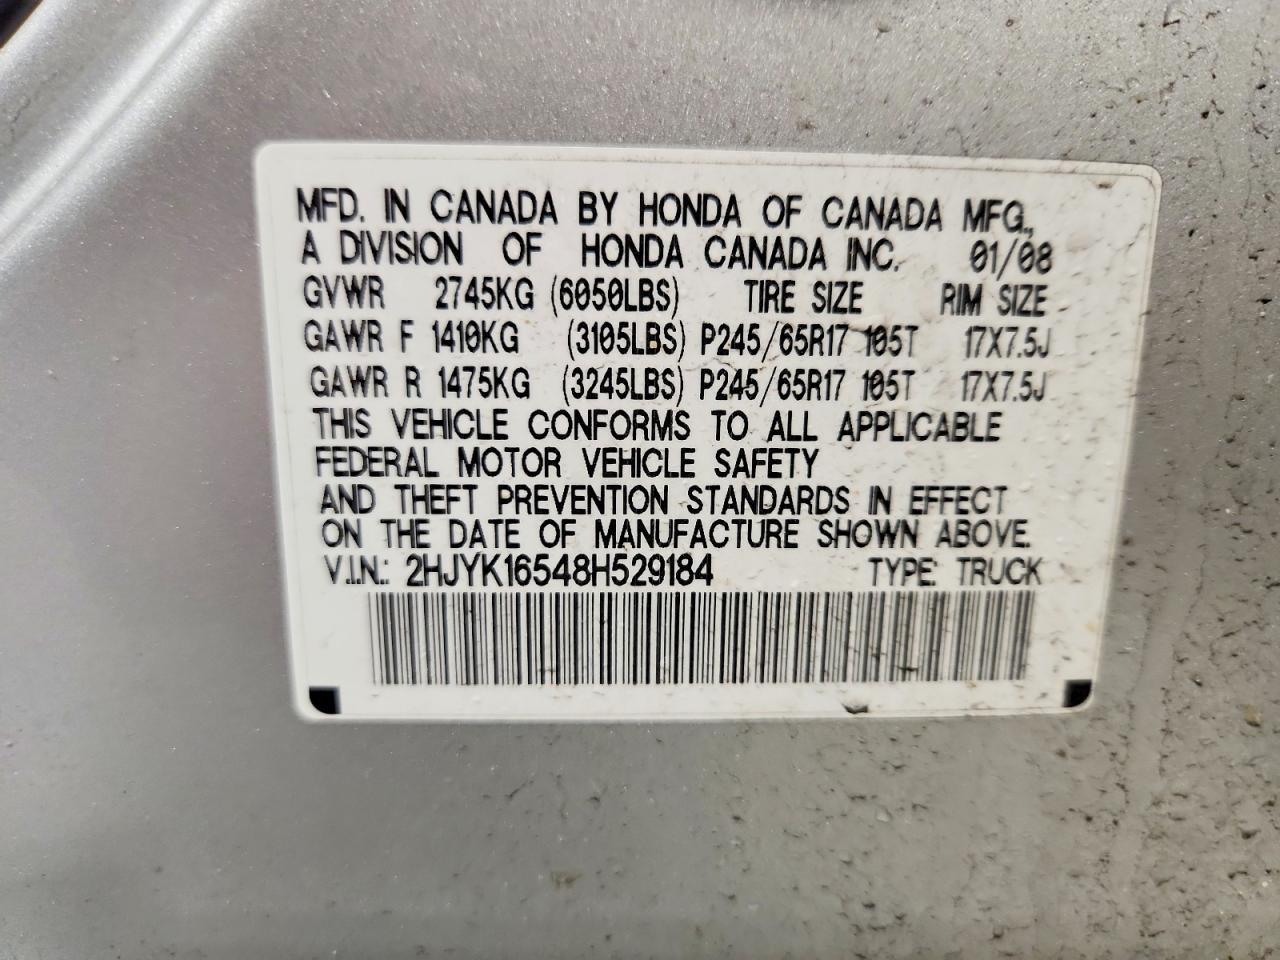 MFD. IN CANADA BY HONDA OF CANADA MFG.,
A DIVISION OF HONDA CANADA INC. 01/08
GVWR 2745KG (6050LBS) TIRE SIZE RIM SIZE
GAWR F 1410KG (3105LBS) P245/65R17 105T 17X7.5J
GAWR R 1475KG (3245LBS) P245/65R17 105T 17X7.5J
THIS VEHICLE CONFORMS TO ALL APPLICABLE
FEDERAL MOTOR VEHICLE SAFETY
AND THEFT PREVENTION STANDARDS IN EFFECT
ON THE DATE OF MANUFACTURE SHOWN ABOVE.
V.I.N.: 2HJYK16548H529184 TYPE: TRUCK